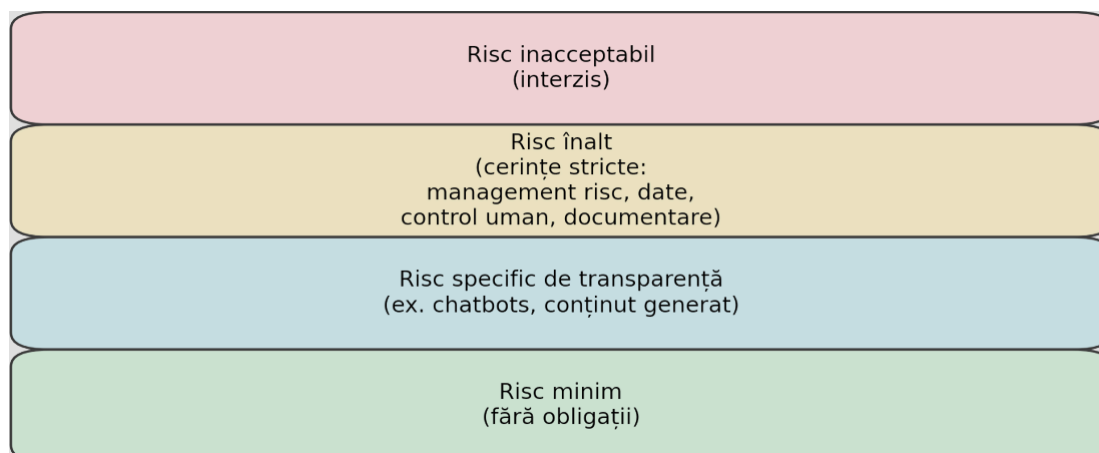 Risc inacceptabil
(interzis)
Risc înalt
(cerințe stricte:
management risc, date,
control uman, documentare)
Risc specific de transparență
(ex. chatbots, conținut generat)
Risc minim
(fără obligații)